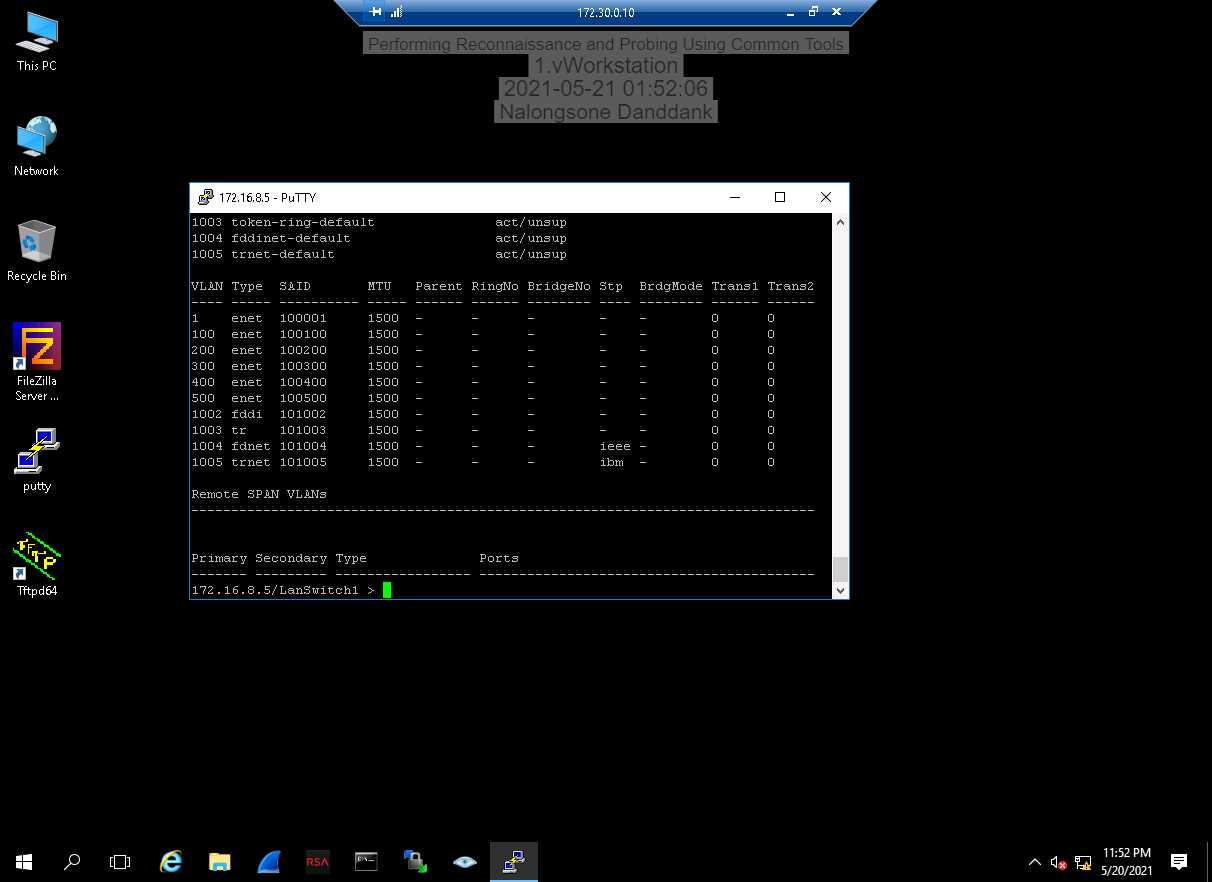 172.30.0.10
Performing Reconnaissance and Probing Using Common Tools
1.vWorkstation
2021-05-21 01:52:06
Nalongsone Danddank
This PC
Network
Recycle Bin
FileZilla
Server ...
putty
TFTP
Tftpd64
172.16.8.5 - PuTTY
1003 token-ring-default               act/unsup
1004 fddinet-default                  act/unsup
1005 trnet-default                    act/unsup
VLAN Type  SAID       MTU   Parent RingNo BridgeNo Stp  BrdgMode Trans1 Trans2
---- ----- ---------- ----- ------ ------ -------- ---- -------- ------ ------
1    enet  100001     1500  -      -      -        -    -        0      0
100  enet  100100     1500  -      -      -        -    -        0      0
200  enet  100200     1500  -      -      -        -    -        0      0
300  enet  100300     1500  -      -      -        -    -        0      0
400  enet  100400     1500  -      -      -        -    -        0      0
500  enet  100500     1500  -      -      -        -    -        0      0
1002 fddi  101002     1500  -      -      -        -    -        0      0
1003 tr    101003     1500  -      -      -        -    -        0      0
1004 fdnet 101004     1500  -      -      -        ieee -        0      0
1005 trnet 101005     1500  -      -      -        ibm  -        0      0
Remote SPAN VLANs
------------------------------------------------------------------------------
Primary Secondary Type              Ports
------- --------- ----------------- ------------------------------------------
172.16.8.5/LanSwitch1 >
RSA
11:52 PM
5/20/2021